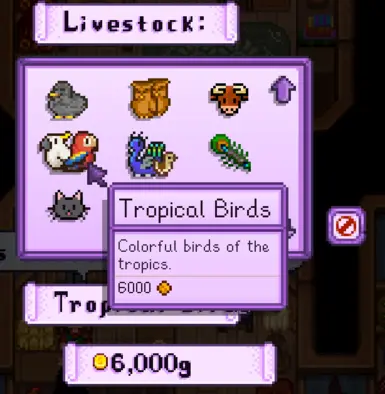 Livestock:
Tropical Birds
Colorful birds of the
tropics.
6000
6,000g